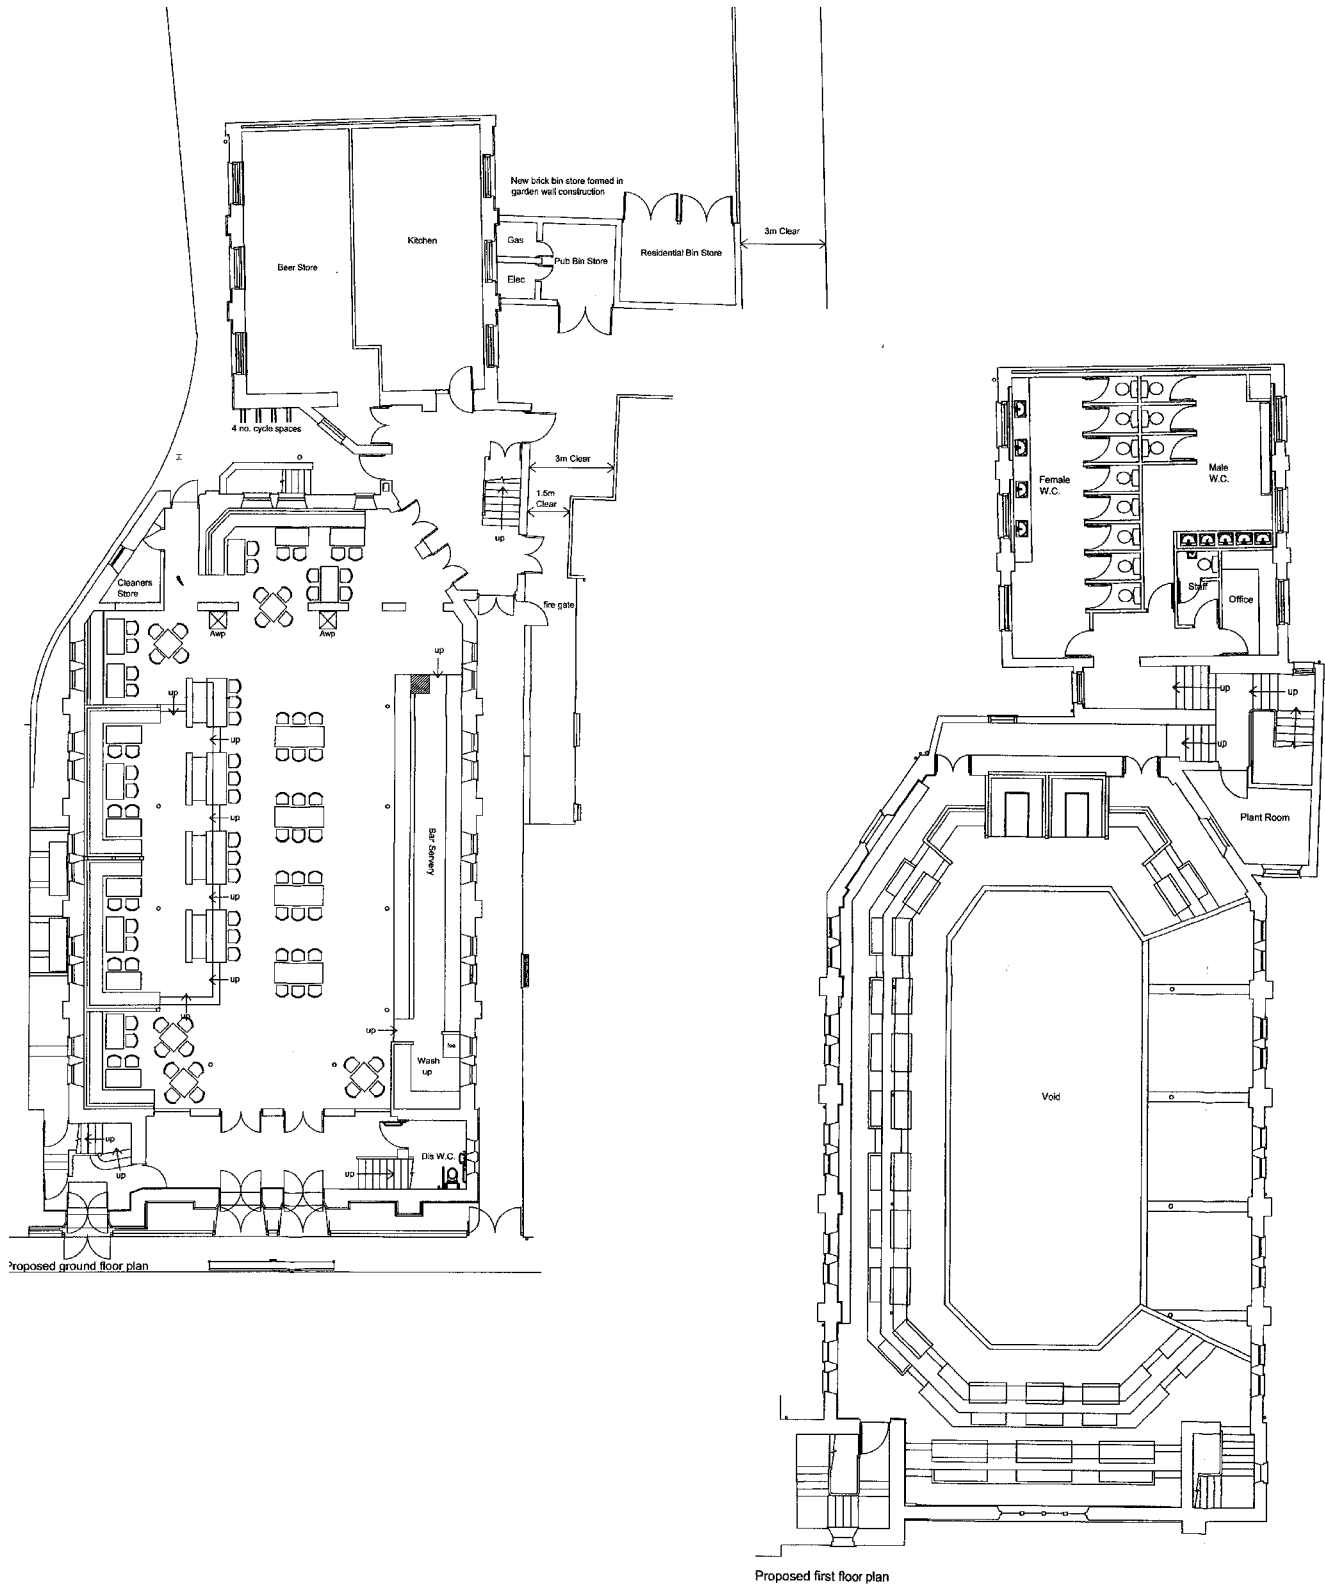 New brick bin store formed in
garden wall construction
Gas
Elec
Pub Bin Store
Residential Bin Store
3m Clear
Kitchen
Beer Store
4 no. cycle spaces
3m Clear
1.5m
Clear
up
Cleaners
Store
Awp
Awp
fire gate
up
up
up
up
up
up
up
Bar Servery
up
Wash
up
up
up
up
Dis W.C.
Proposed ground floor plan
Female
W.C.
Male
W.C.
Staff
Office
up
up
up
Plant Room
Void
Proposed first floor plan